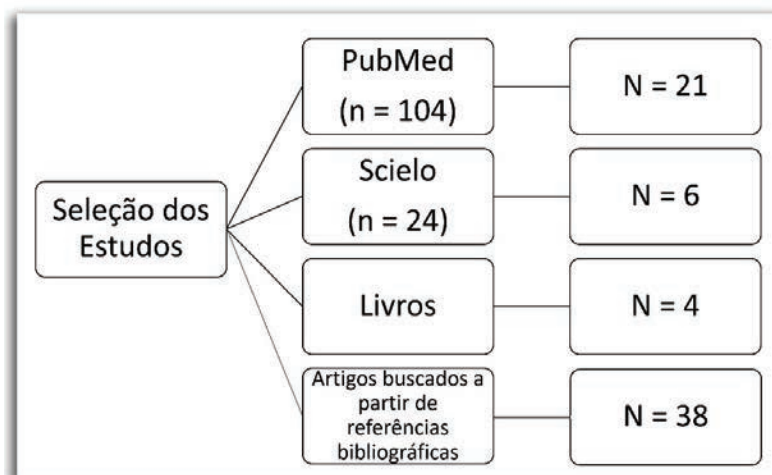 Seleção dos
Estudos
PubMed
(n = 104)
N = 21
Scielo
(n = 24)
N = 6
Livros
N = 4
Artigos buscados a
partir de
referências
bibliográficas
N = 38